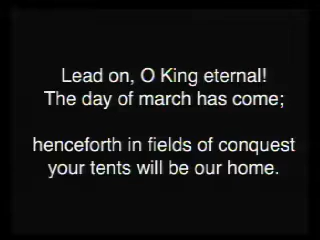 Lead on, O King eternal!
The day of march has come;
henceforth in fields of conquest
your tents will be our home.